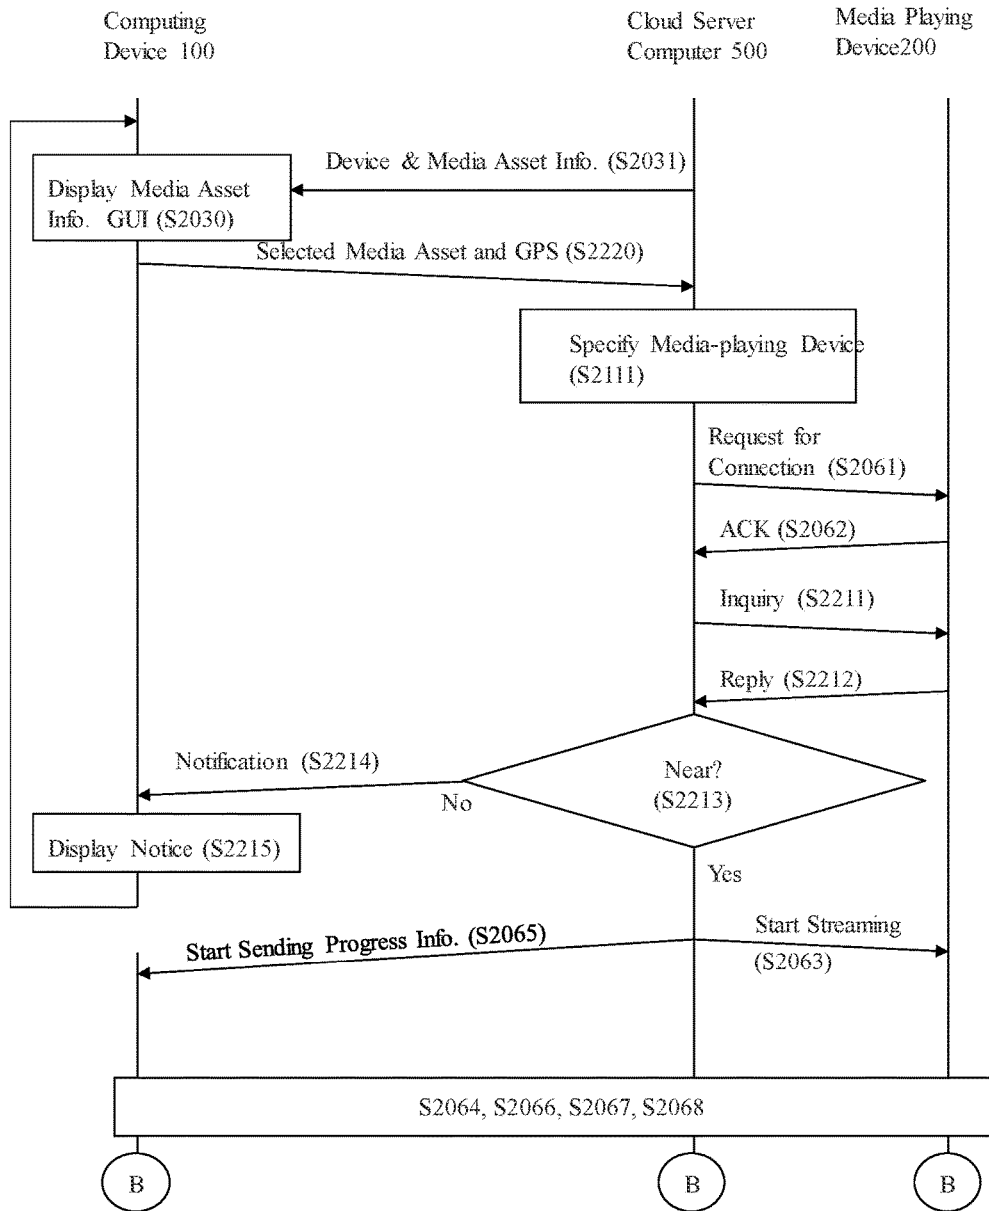 Computing
Device 100
Cloud Server
Computer 500
Media Playing
Device200
Device & Media Asset Info. (S2031)
Display Media Asset
Info. GUI (S2030)
Selected Media Asset and GPS (S2220)
Specify Media-playing Device
(S2111)
Request for
Connection (S2061)
ACK (S2062)
Inquiry (S2211)
Reply (S2212)
Notification (S2214)
Near?
(S2213)
No
Display Notice (S2215)
Yes
Start Sending Progress Info. (S2065)
Start Streaming
(S2063)
S2064, S2066, S2067, S2068
B
B
B